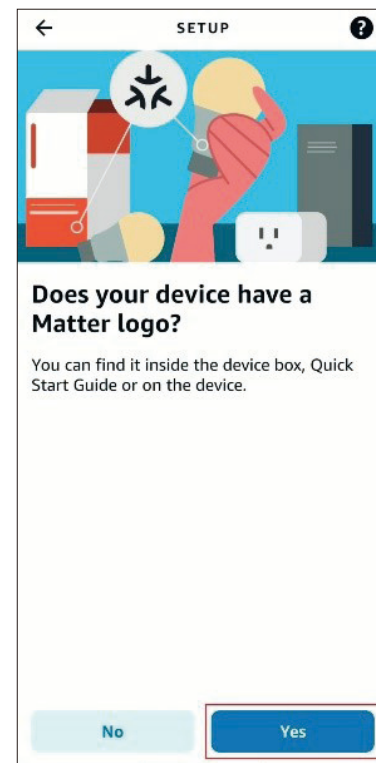 SETUP
Does your device have a
Matter logo?
You can find it inside the device box, Quick
Start Guide or on the device.
No
Yes